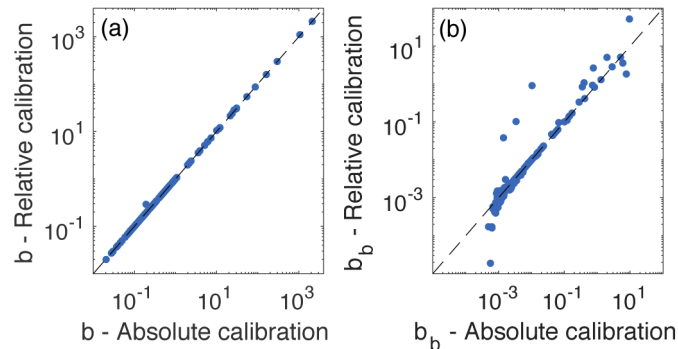 (a)
b - Relative calibration
10³
10¹
10⁻¹
10⁻¹
10¹
10³
b - Absolute calibration
(b)
b_b - Relative calibration
10¹
10⁻¹
10⁻³
10⁻³
10⁻¹
10¹
b_b - Absolute calibration